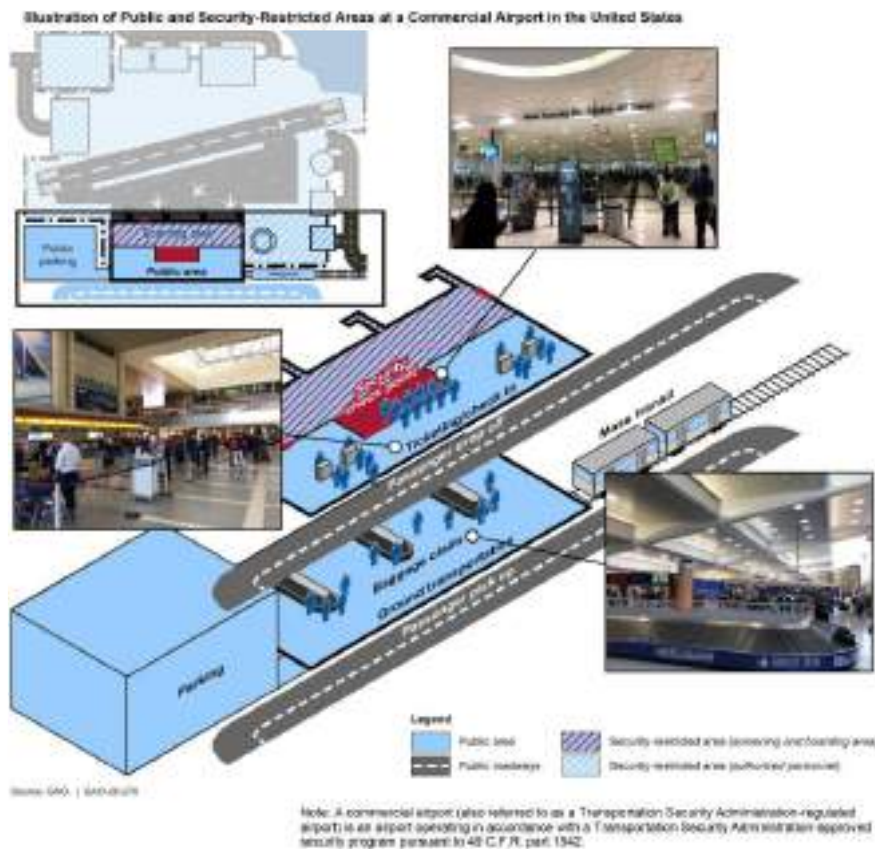 Illustration of Public and Security-Restricted Areas at a Commercial Airport in the United States
Public
parking
Public area
Ticketing/check in
Passenger drop off
Mass transit
Baggage claim
Ground transportation
Passenger pick up
Parking
Legend
Public area
Public roadways
Security-restricted area (screening and boarding area)
Security-restricted area (authorized personnel)
Source: GAO. |
Note: A commercial airport (also referred to as a Transportation Security Administration-regulated
airport) is an airport operating in accordance with a Transportation Security Administration-approved
security program pursuant to 49 C.F.R. part 1542.